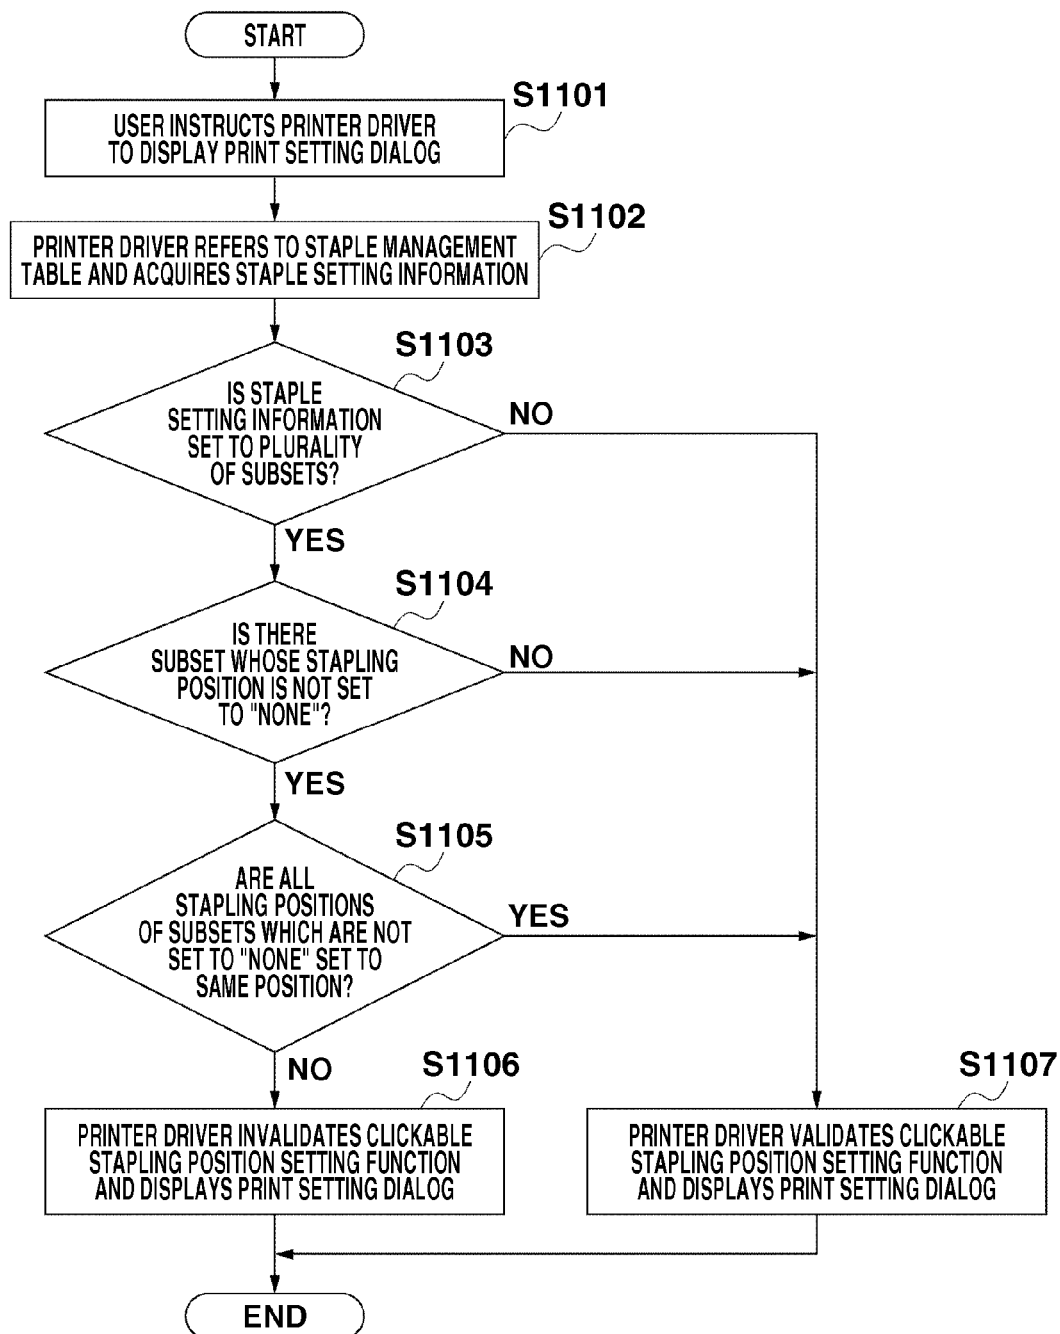 START
S1101
USER INSTRUCTS PRINTER DRIVER
TO DISPLAY PRINT SETTING DIALOG
S1102
PRINTER DRIVER REFERS TO STAPLE MANAGEMENT
TABLE AND ACQUIRES STAPLE SETTING INFORMATION
S1103
IS STAPLE
SETTING INFORMATION
SET TO PLURALITY
OF SUBSETS?
NO
YES
S1104
IS THERE
SUBSET WHOSE STAPLING
POSITION IS NOT SET
TO "NONE"?
NO
YES
S1105
ARE ALL
STAPLING POSITIONS
OF SUBSETS WHICH ARE NOT
SET TO "NONE" SET TO
SAME POSITION?
YES
NO
S1106
PRINTER DRIVER INVALIDATES CLICKABLE
STAPLING POSITION SETTING FUNCTION
AND DISPLAYS PRINT SETTING DIALOG
S1107
PRINTER DRIVER VALIDATES CLICKABLE
STAPLING POSITION SETTING FUNCTION
AND DISPLAYS PRINT SETTING DIALOG
END